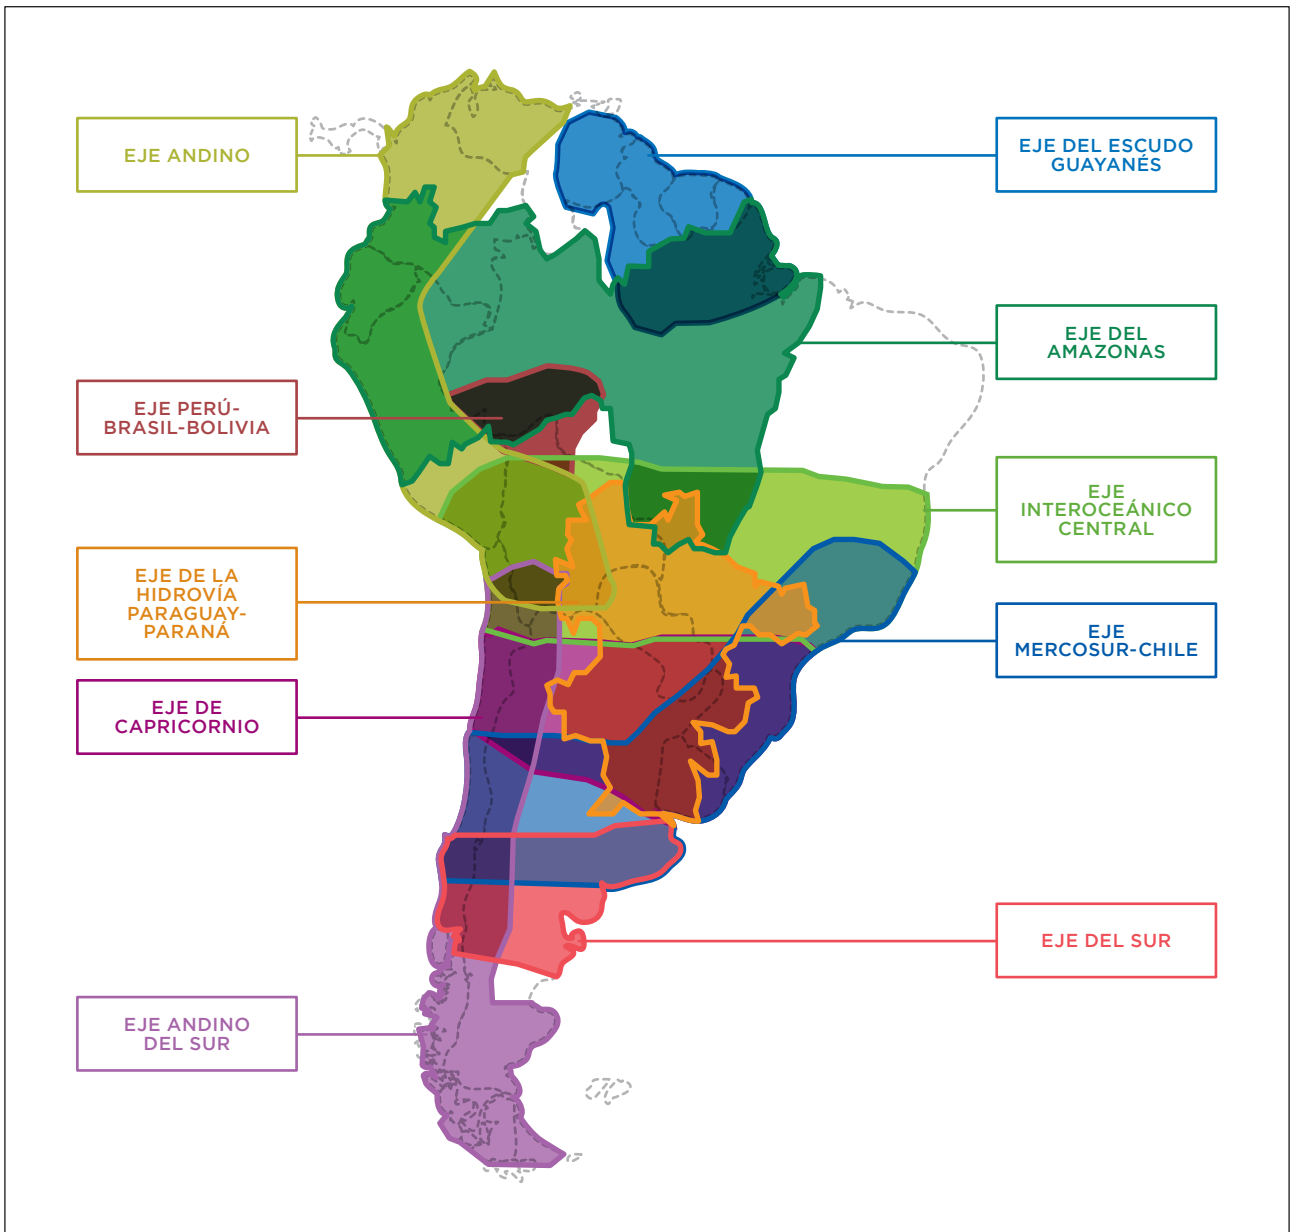 EJE ANDINO
EJE PERÚ-
BRASIL-BOLIVIA
EJE DE LA
HIDROVÍA
PARAGUAY-
PARANÁ
EJE DE
CAPRICORNIO
EJE ANDINO
DEL SUR
EJE DEL ESCUDO
GUAYANÉS
EJE DEL
AMAZONAS
EJE
INTEROCEÁNICO
CENTRAL
EJE
MERCOSUR-CHILE
EJE DEL SUR